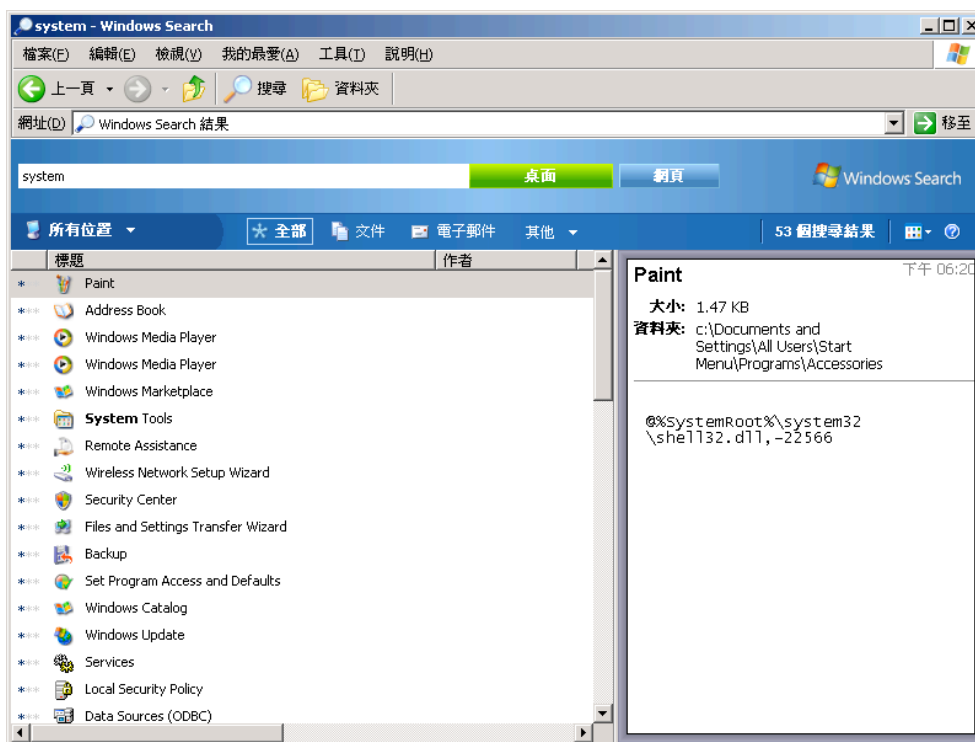 system - Windows Search
檔案(F) 編輯(E) 檢視(V) 我的最愛(A) 工具(T) 說明(H)
上一頁 搜尋 資料夾
網址(D) Windows Search 結果 移至
system 桌面 網頁 Windows Search
所有位置 全部 文件 電子郵件 其他 53 個搜尋結果
標題 作者
Paint
Address Book
Windows Media Player
Windows Media Player
Windows Marketplace
System Tools
Remote Assistance
Wireless Network Setup Wizard
Security Center
Files and Settings Transfer Wizard
Backup
Set Program Access and Defaults
Windows Catalog
Windows Update
Services
Local Security Policy
Data Sources (ODBC)
Paint 下午 06:20
大小: 1.47 KB
資料夾: c:\Documents and
Settings\All Users\Start
Menu\Programs\Accessories
@%SystemRoot%\system32
\shell32.dll,-22566